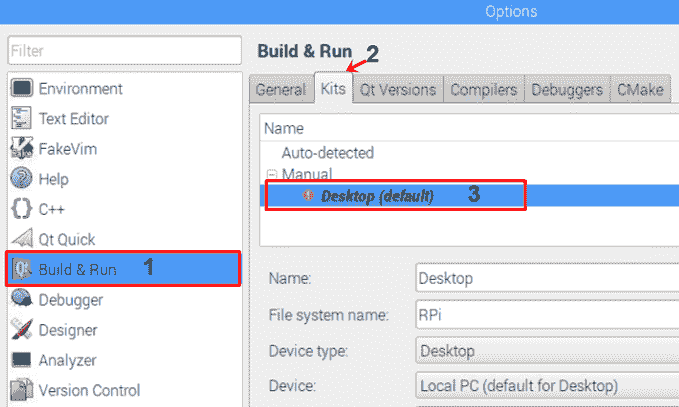 Options
Filter
Environment
Text Editor
FakeVim
Help
C++
Qt Quick
Build & Run 1
Debugger
Designer
Analyzer
Version Control
Build & Run 2
General Kits Qt Versions Compilers Debuggers CMake
Name
Auto-detected
Manual
Desktop (default) 3
Name: Desktop
File system name: RPi
Device type: Desktop
Device: Local PC (default for Desktop)